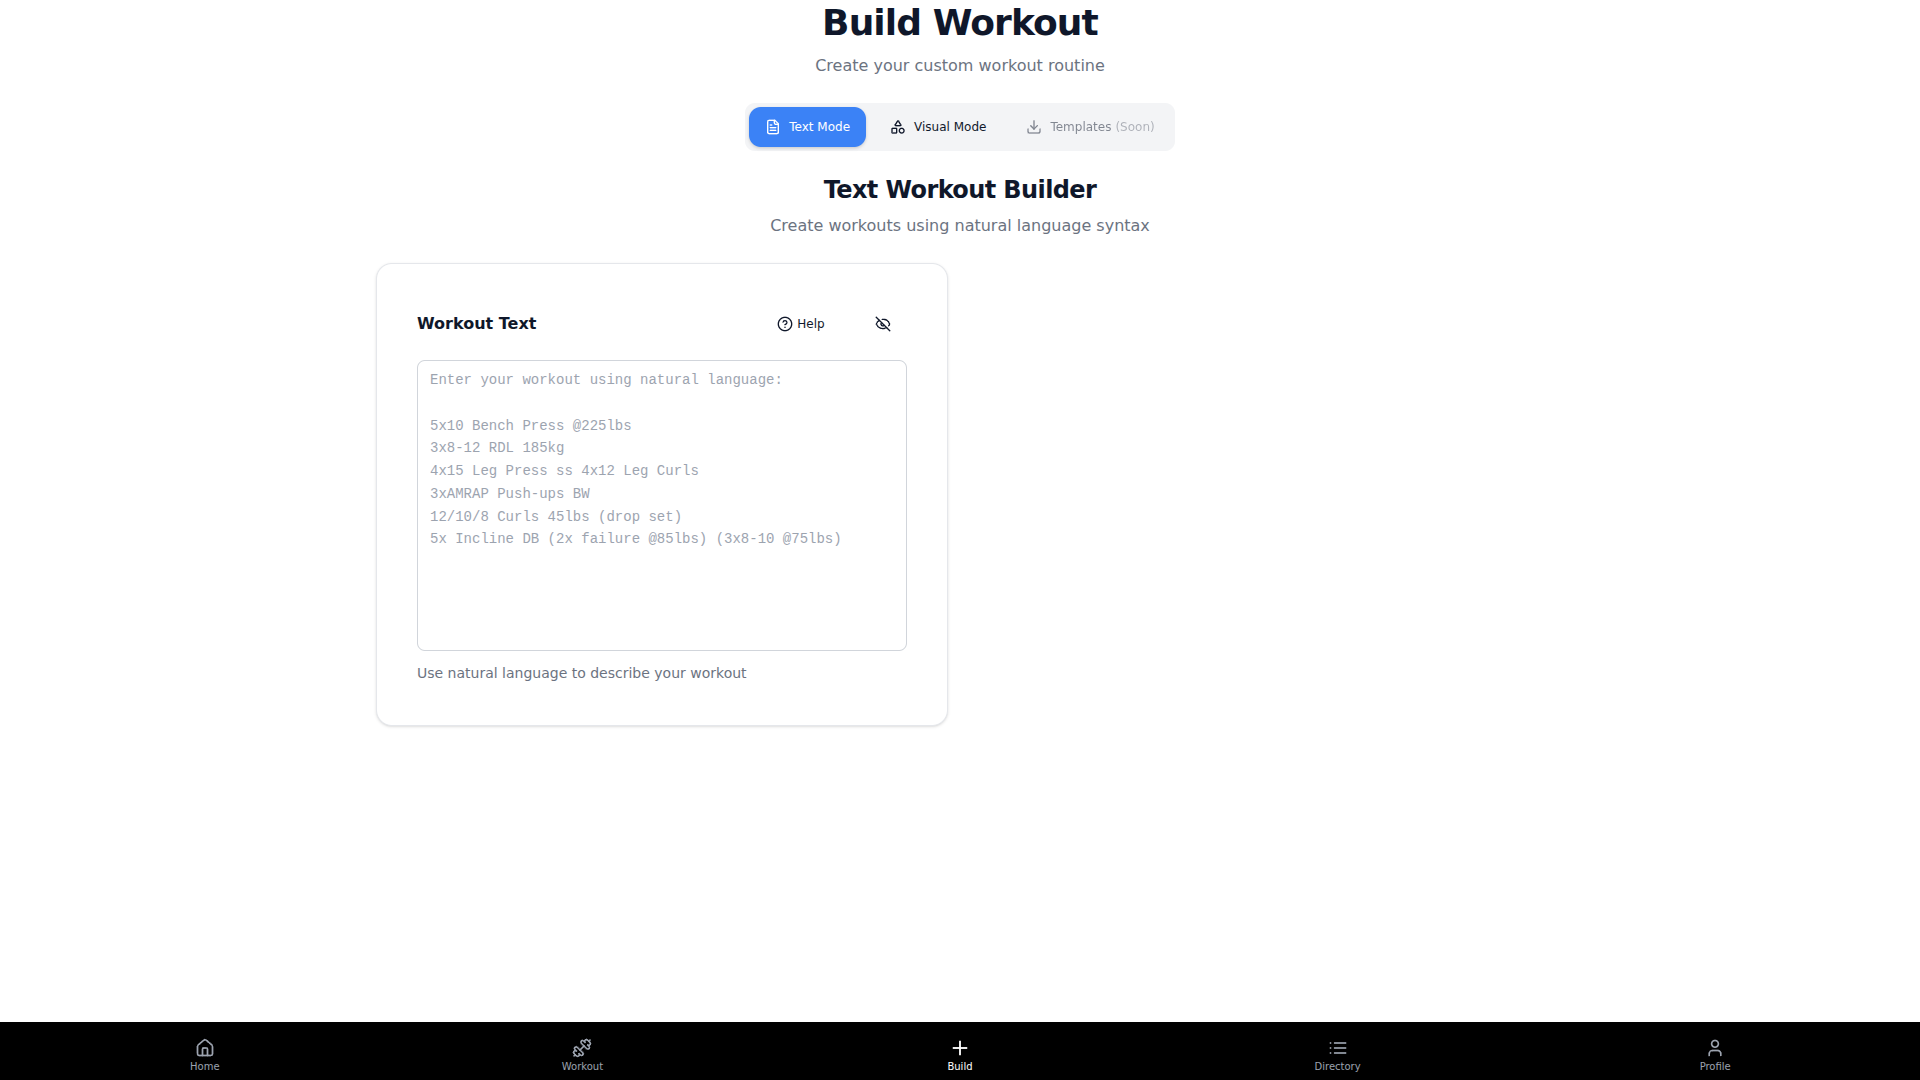 Build Workout
Create your custom workout routine
Text Mode
Visual Mode
Templates (Soon)
Text Workout Builder
Create workouts using natural language syntax
Workout Text
Help
Enter your workout using natural language:
5x10 Bench Press @225lbs
3x8-12 RDL 185kg
4x15 Leg Press ss 4x12 Leg Curls
3xAMRAP Push-ups BW
12/10/8 Curls 45lbs (drop set)
5x Incline DB (2x failure @85lbs) (3x8-10 @75lbs)
Use natural language to describe your workout
Home
Workout
Build
Directory
Profile